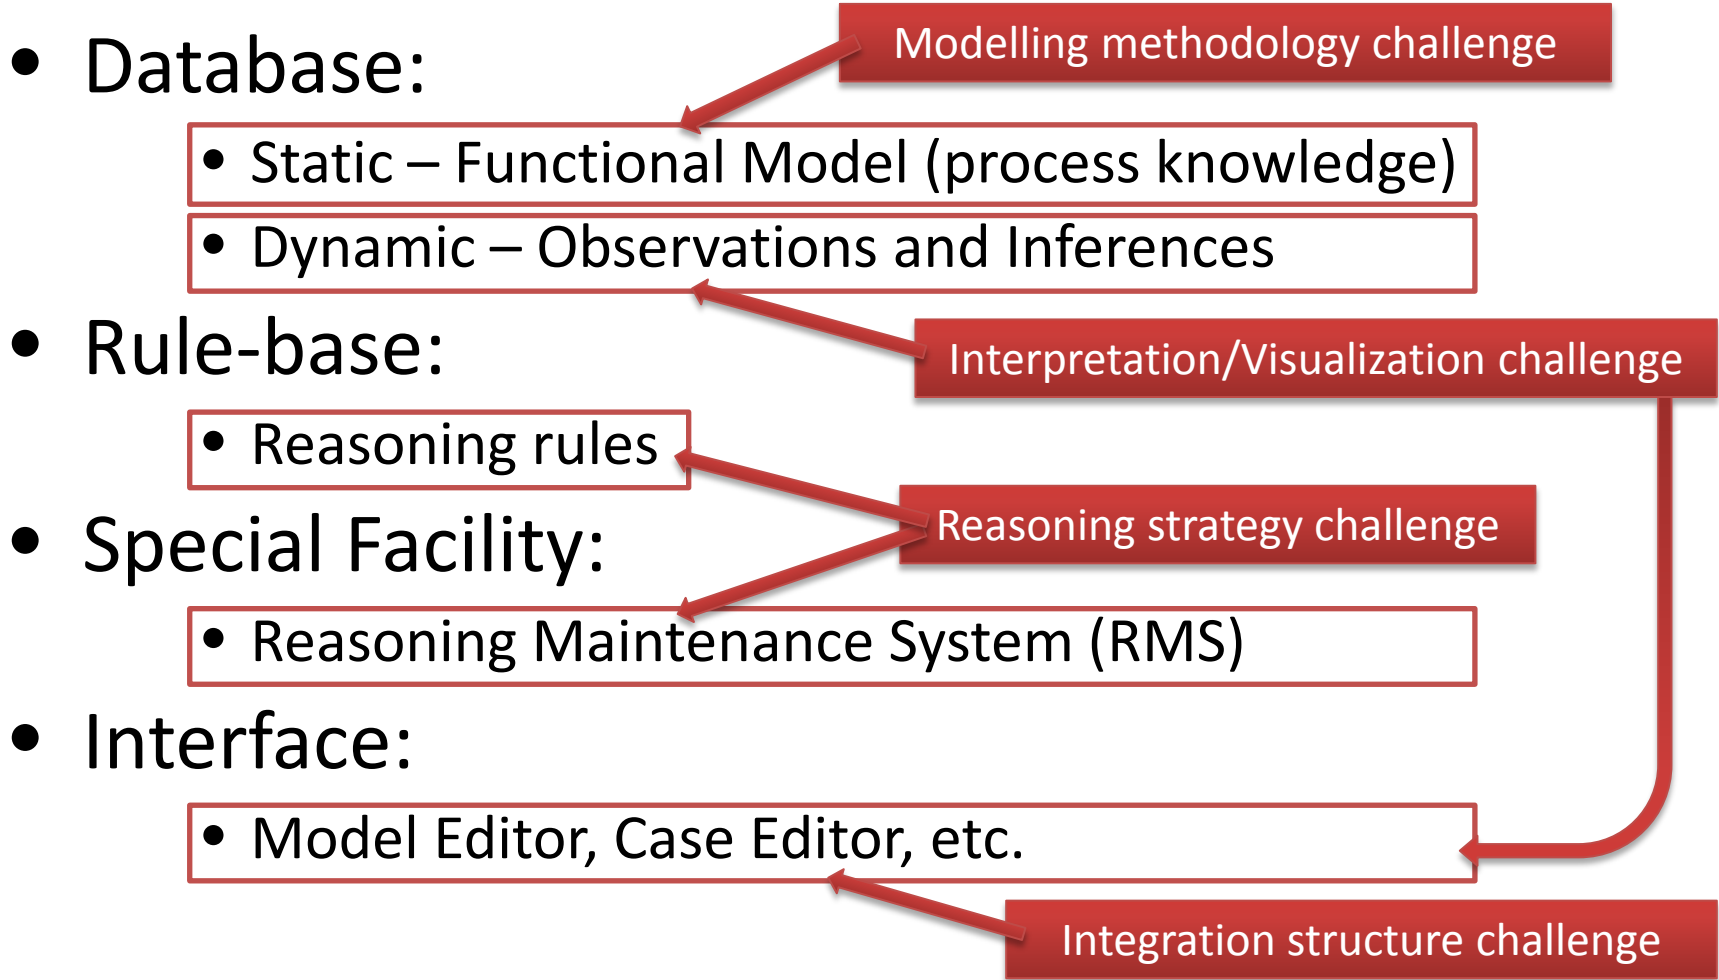 Modelling methodology challenge
• Database:
• Static – Functional Model (process knowledge)
• Dynamic – Observations and Inferences
• Rule-base:
Interpretation/Visualization challenge
• Reasoning rules
• Special Facility:
Reasoning strategy challenge
• Reasoning Maintenance System (RMS)
• Interface:
• Model Editor, Case Editor, etc.
Integration structure challenge